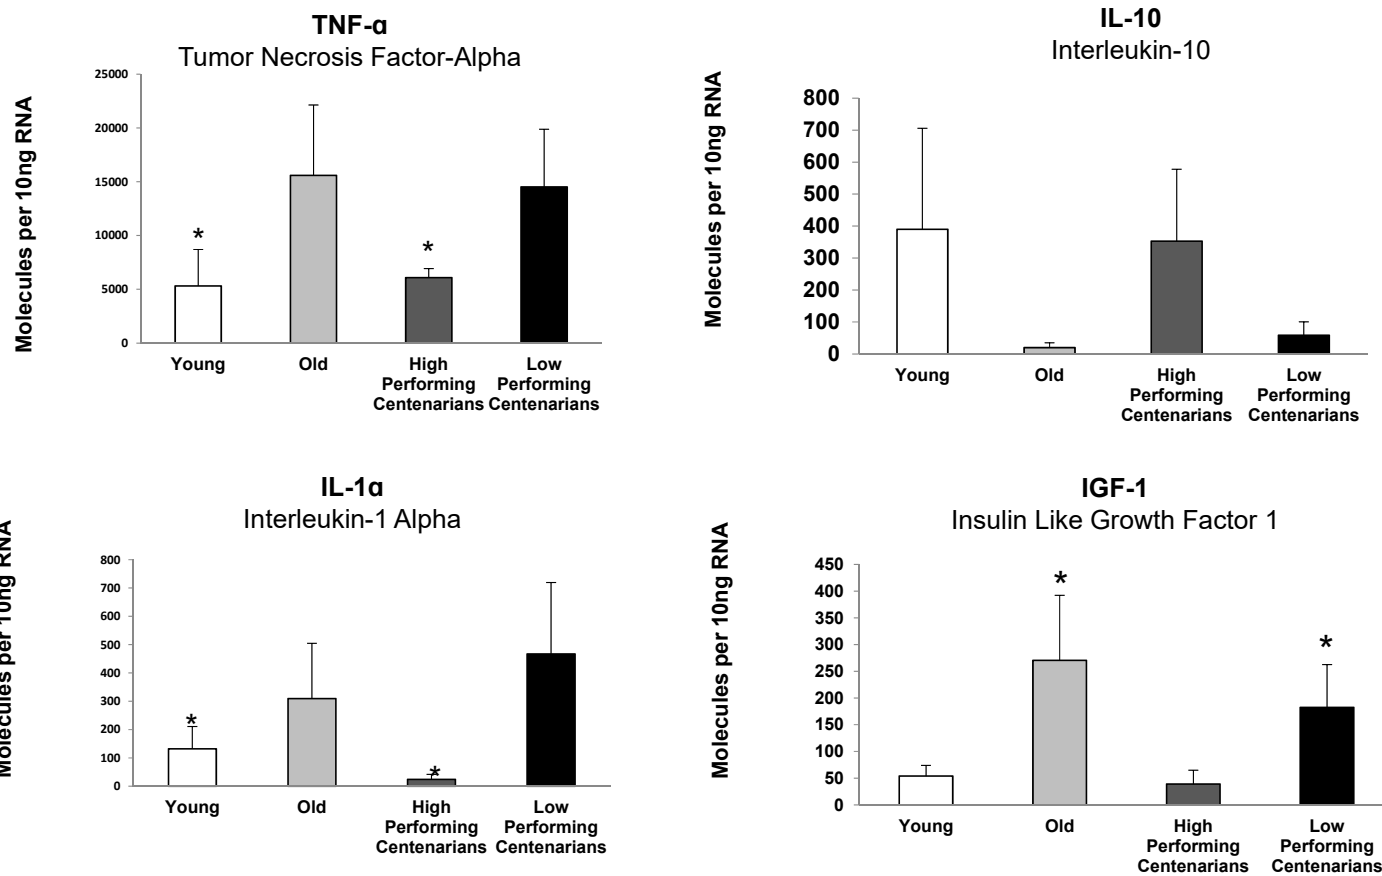 TNF-α
Tumor Necrosis Factor-Alpha
Molecules per 10ng RNA
25000
20000
15000
10000
5000
0
*
*
Young
Old
High
Performing
Centenarians
Low
Performing
Centenarians
IL-10
Interleukin-10
Molecules per 10ng RNA
800
700
600
500
400
300
200
100
0
Young
Old
High
Performing
Centenarians
Low
Performing
Centenarians
IL-1α
Interleukin-1 Alpha
Molecules per 10ng RNA
800
700
600
500
400
300
200
100
0
*
*
Young
Old
High
Performing
Centenarians
Low
Performing
Centenarians
IGF-1
Insulin Like Growth Factor 1
Molecules per 10ng RNA
450
400
350
300
250
200
150
100
50
0
*
*
Young
Old
High
Performing
Centenarians
Low
Performing
Centenarians